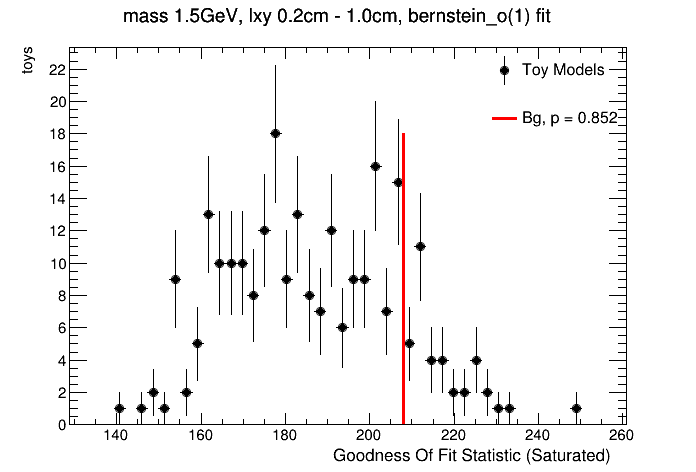 mass 1.5GeV, lxy 0.2cm - 1.0cm, bernstein_o(1) fit
toys
Toy Models
Bg, p = 0.852
22
20
18
16
14
12
10
8
6
4
2
0
140 160 180 200 220 240 260
Goodness Of Fit Statistic (Saturated)